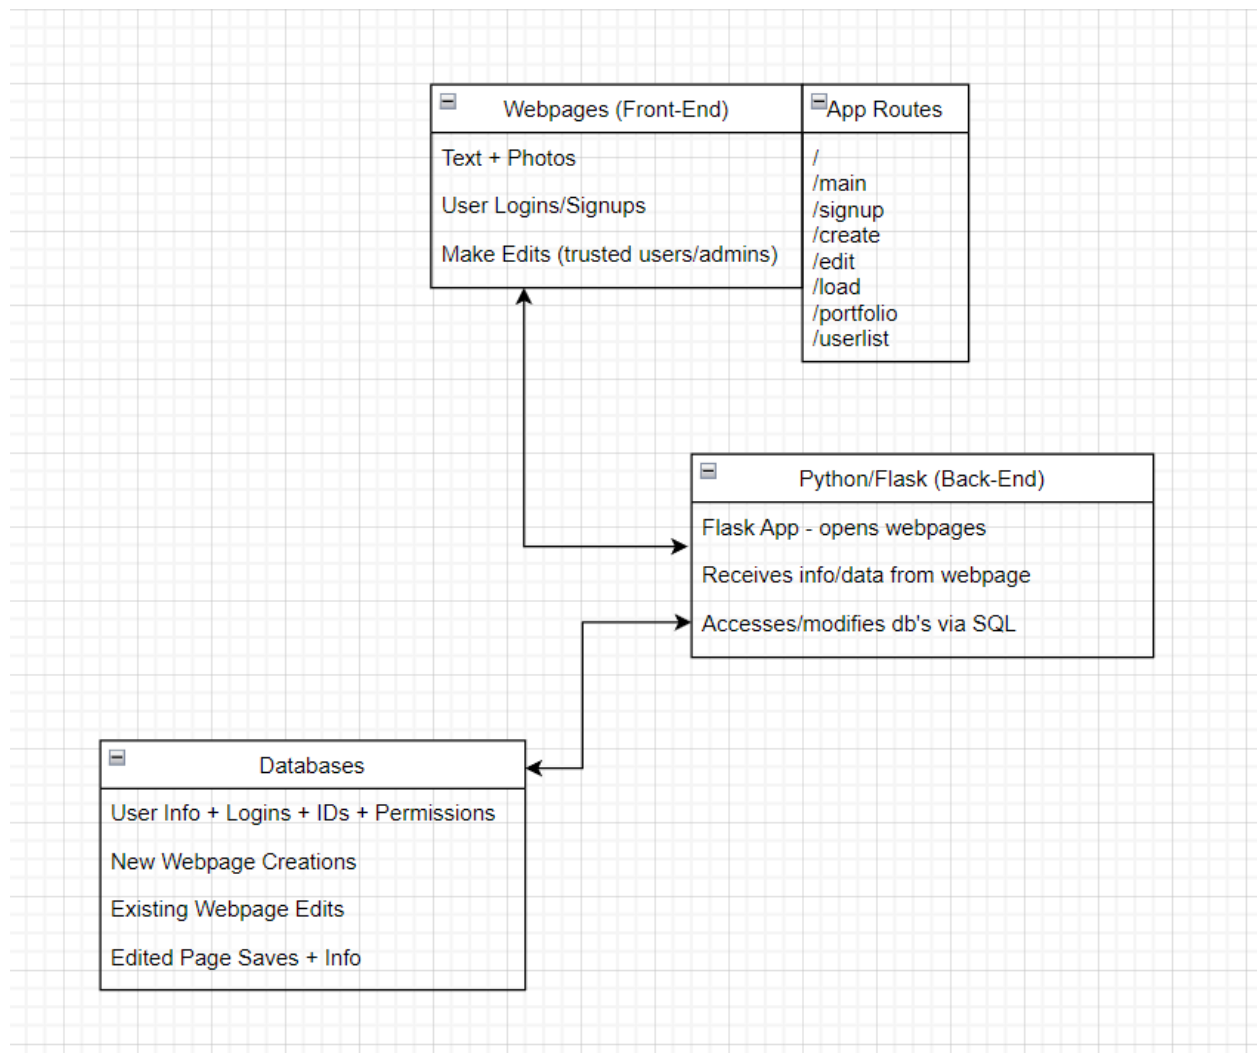 Webpages (Front-End)
Text + Photos
User Logins/Signups
Make Edits (trusted users/admins)
App Routes
/
/main
/signup
/create
/edit
/load
/portfolio
/userlist
Python/Flask (Back-End)
Flask App - opens webpages
Receives info/data from webpage
Accesses/modifies db's via SQL
Databases
User Info + Logins + IDs + Permissions
New Webpage Creations
Existing Webpage Edits
Edited Page Saves + Info